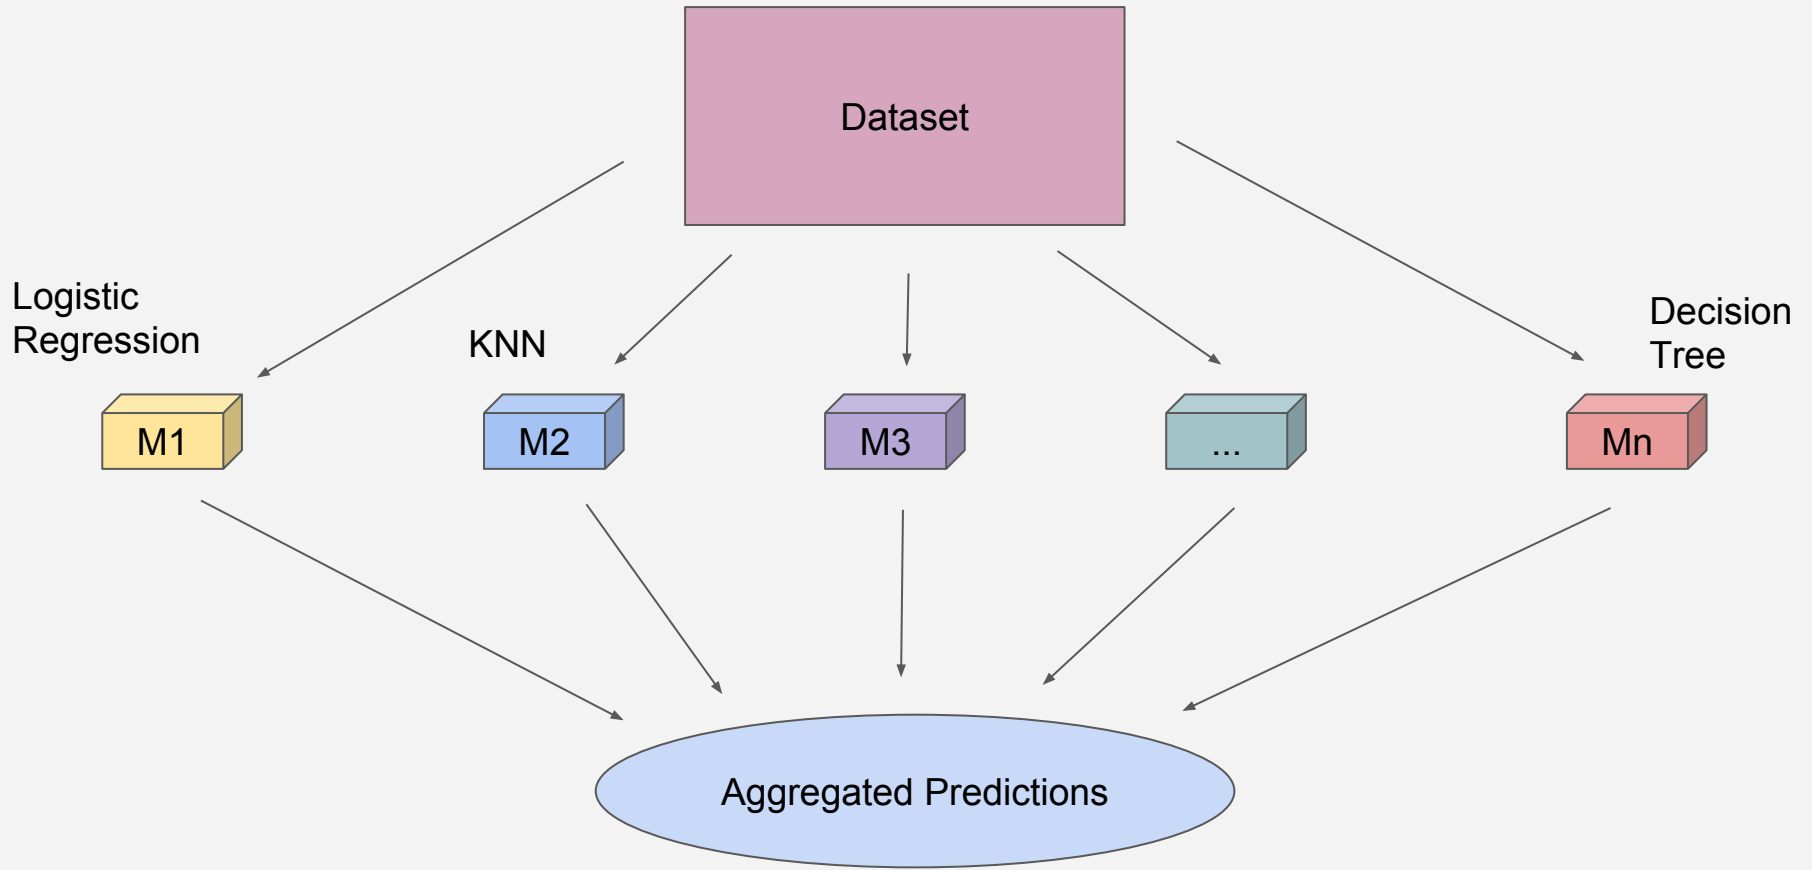 Dataset
Logistic
Regression
KNN
Decision
Tree
M1
M2
M3
...
Mn
Aggregated Predictions